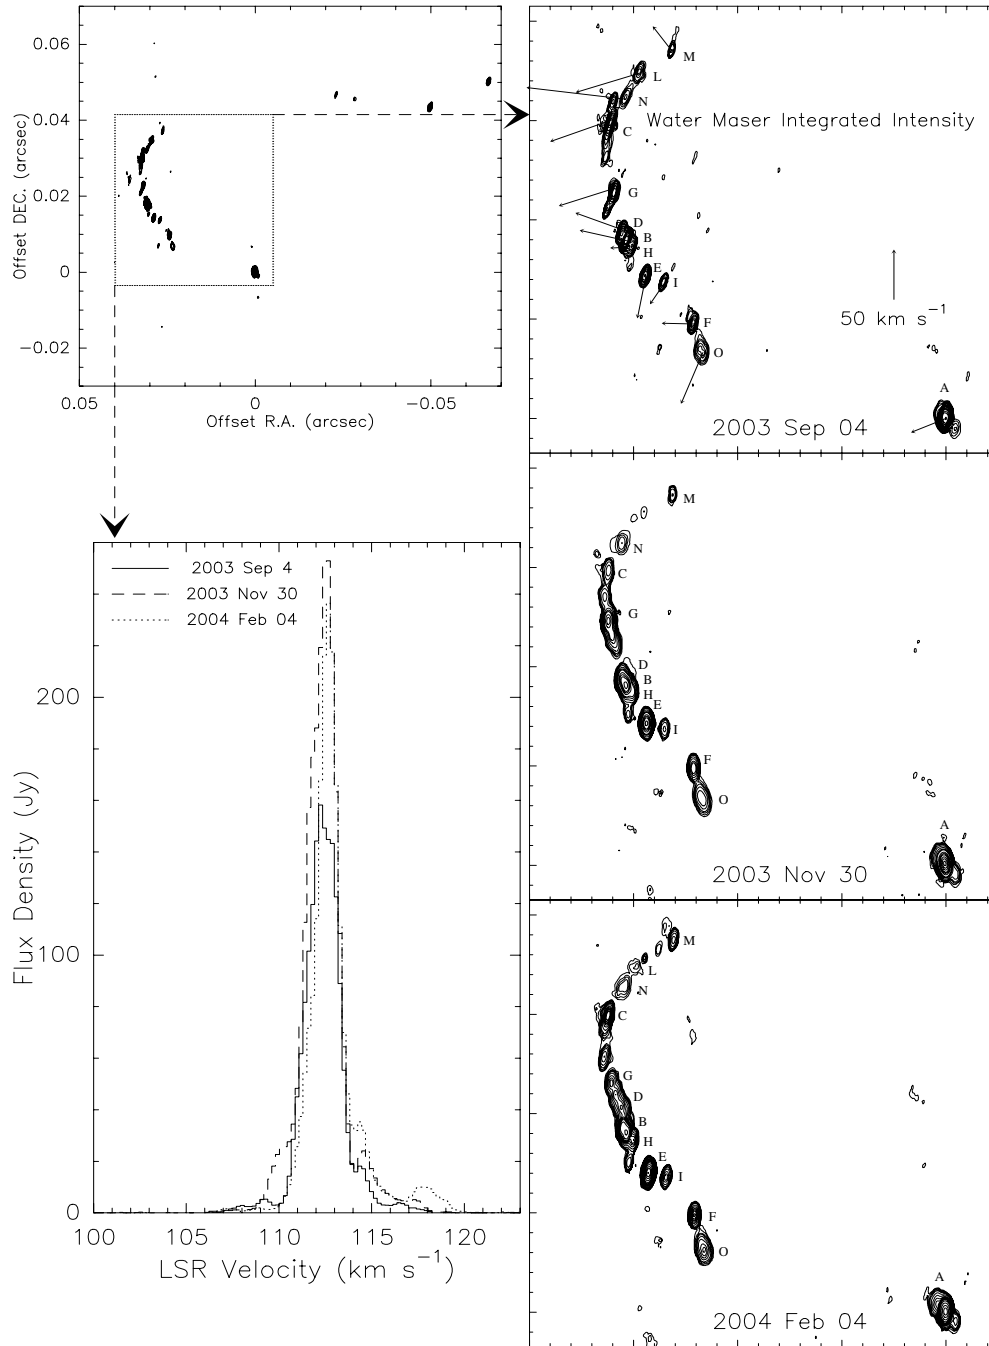 0.06
0.04
0.02
0
−0.02
Offset DEC. (arcsec)
0.05
0
−0.05
Offset R.A. (arcsec)
M
L
N
C
Water Maser Integrated Intensity
G
D
B
H
E
I
F
O
A
50 km s−1
2003 Sep 04
M
N
C
G
D
B
H
E
I
F
O
A
2003 Nov 30
M
L
N
C
G
D
B
H
E
I
F
O
A
2004 Feb 04
2003 Sep 4
2003 Nov 30
2004 Feb 04
200
100
0
Flux Density (Jy)
100
105
110
115
120
LSR Velocity (km s−1)